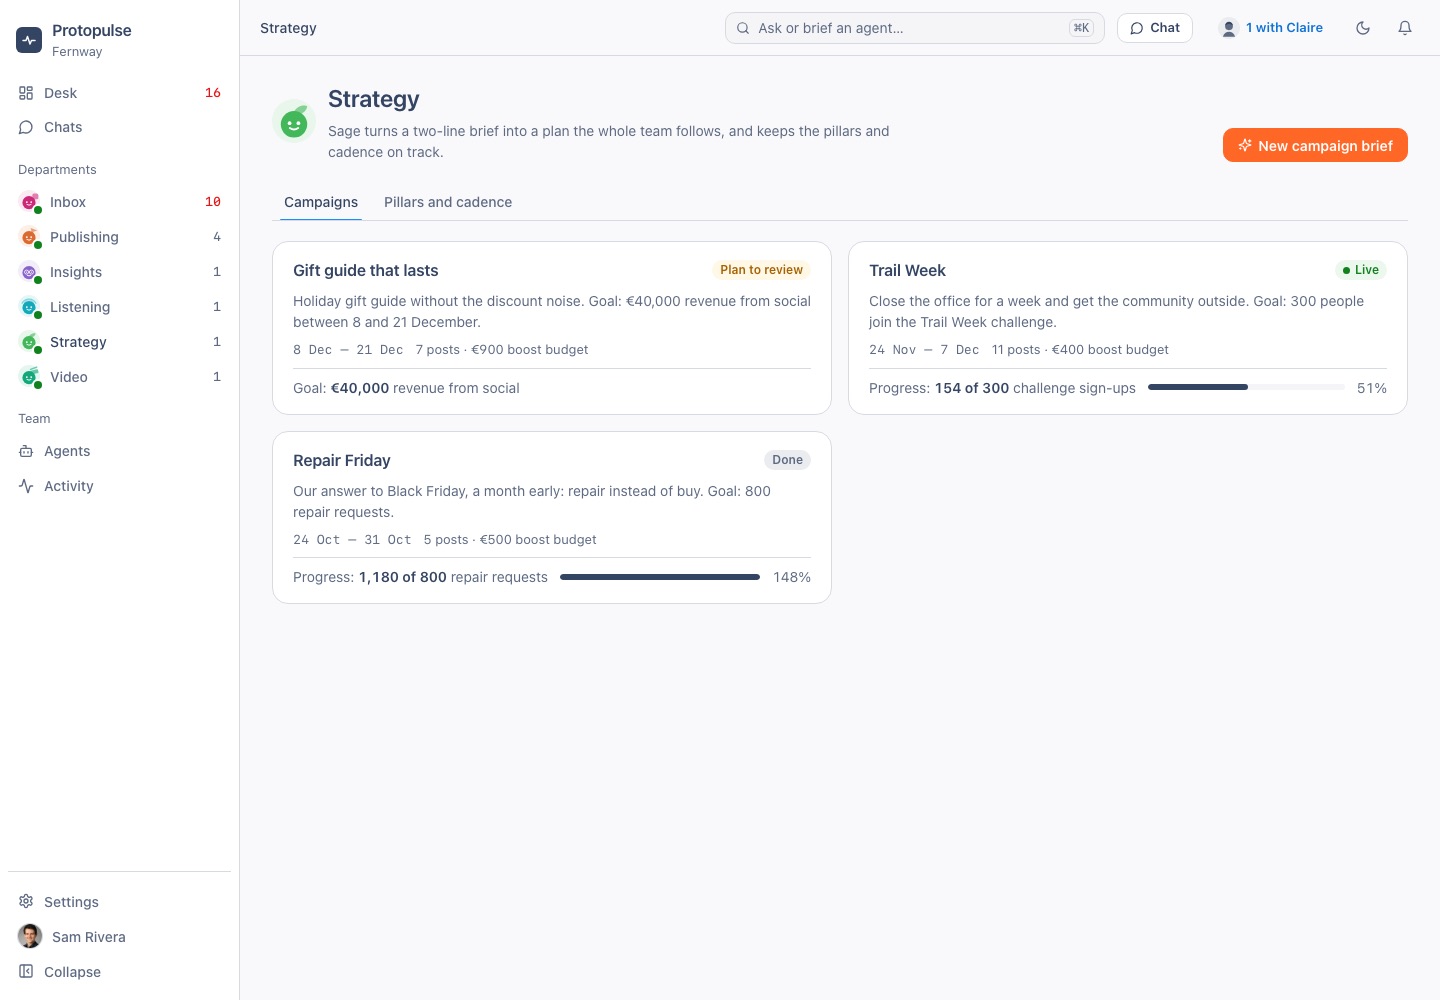 Protopulse
Fernway
Desk 16
Chats
Departments
Inbox 10
Publishing 4
Insights 1
Listening 1
Strategy 1
Video 1
Team
Agents
Activity
Settings
Sam Rivera
Collapse
Strategy
Ask or brief an agent...
⌘K
Chat
1 with Claire
Strategy
Sage turns a two-line brief into a plan the whole team follows, and keeps the pillars and
cadence on track.
New campaign brief
Campaigns
Pillars and cadence
Gift guide that lasts
Plan to review
Holiday gift guide without the discount noise. Goal: €40,000 revenue from social
between 8 and 21 December.
8 Dec – 21 Dec 7 posts · €900 boost budget
Goal: €40,000 revenue from social
Trail Week
Live
Close the office for a week and get the community outside. Goal: 300 people
join the Trail Week challenge.
24 Nov – 7 Dec 11 posts · €400 boost budget
Progress: 154 of 300 challenge sign-ups 51%
Repair Friday
Done
Our answer to Black Friday, a month early: repair instead of buy. Goal: 800
repair requests.
24 Oct – 31 Oct 5 posts · €500 boost budget
Progress: 1,180 of 800 repair requests 148%